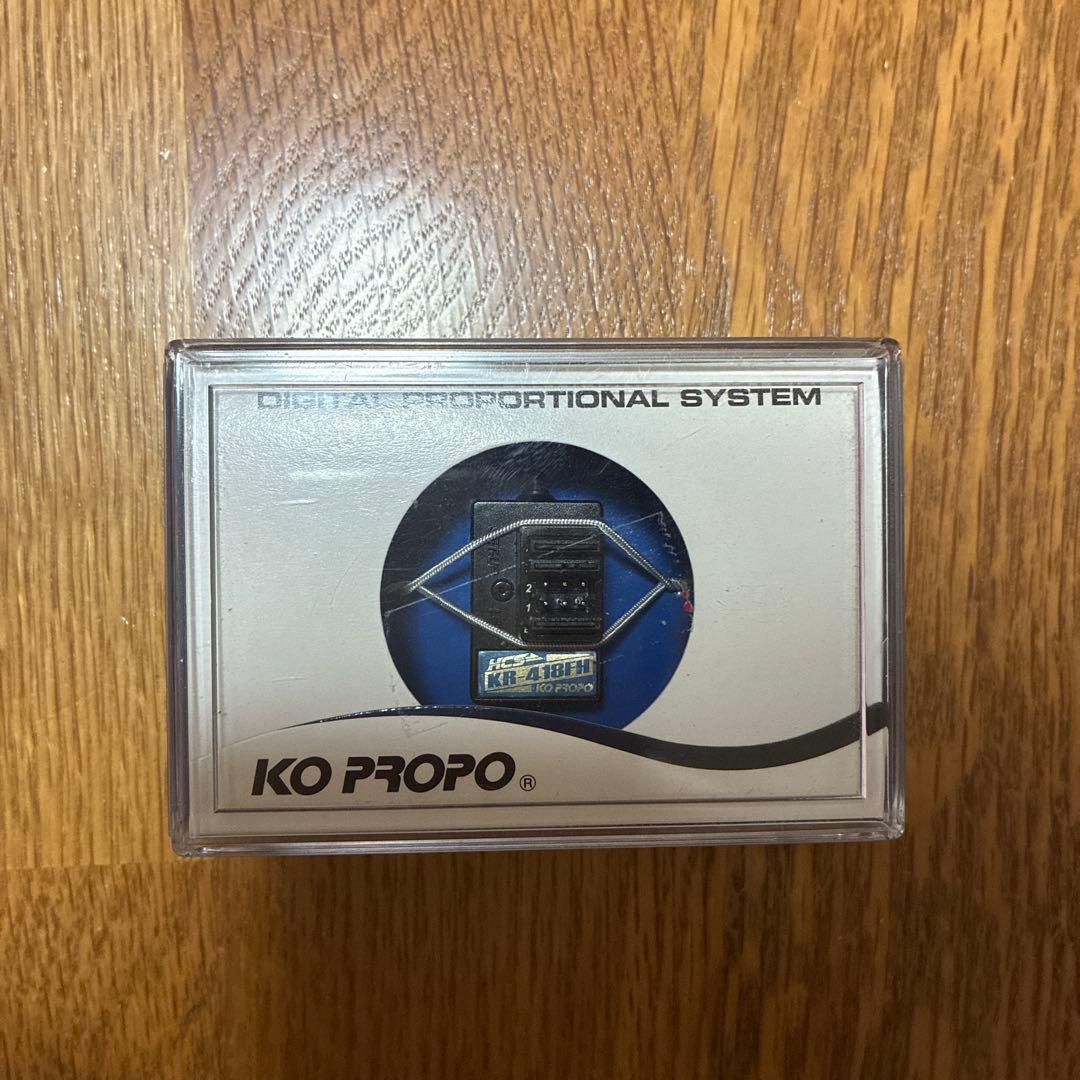 DIGITAL PROPORTIONAL SYSTEM
2
1
HCS
KR-418FH
KO PROPO
KO PROPO®